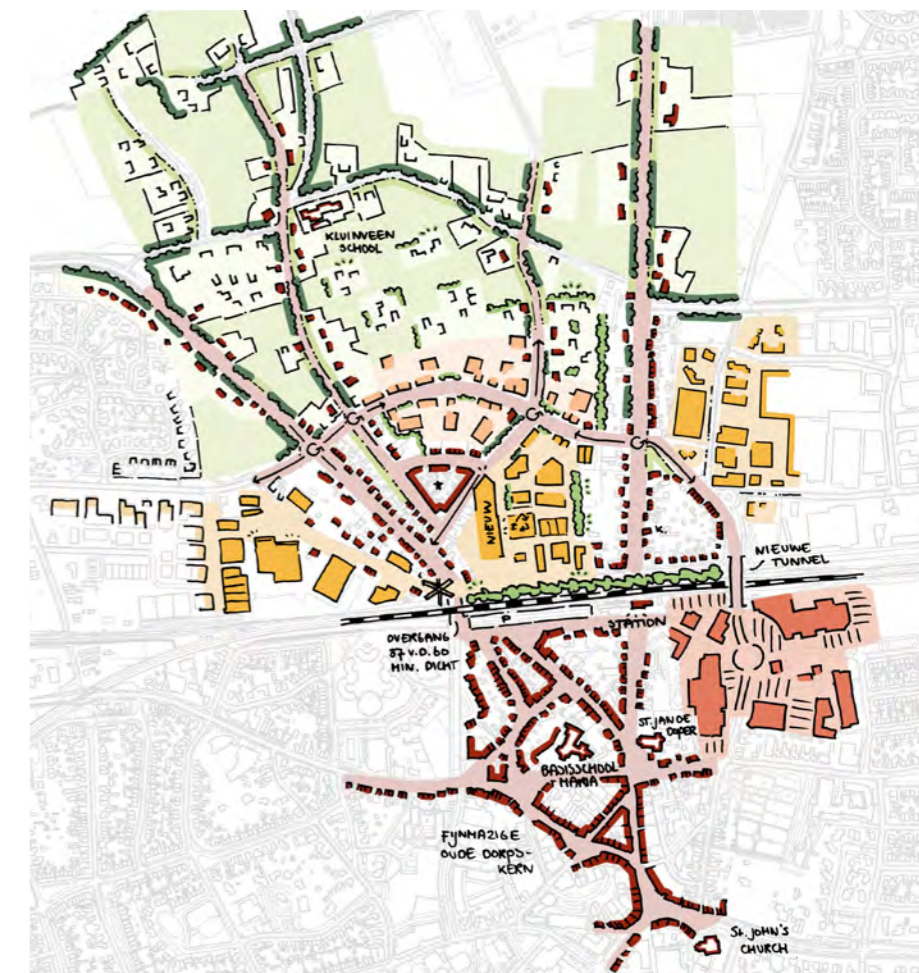 KLUINVEEN
SCHOOL
NIEUW
K.
NIEUWE
TUNNEL
P
STATION
OVERGANG
37 V.D. 60
MIN. DICHT
ST. JAN DE
DOPER
BASISSCHOOL
MARIA
FIJNMAZIGE
OUDE DORPS-
KERN
St. JOHN'S
CHURCH